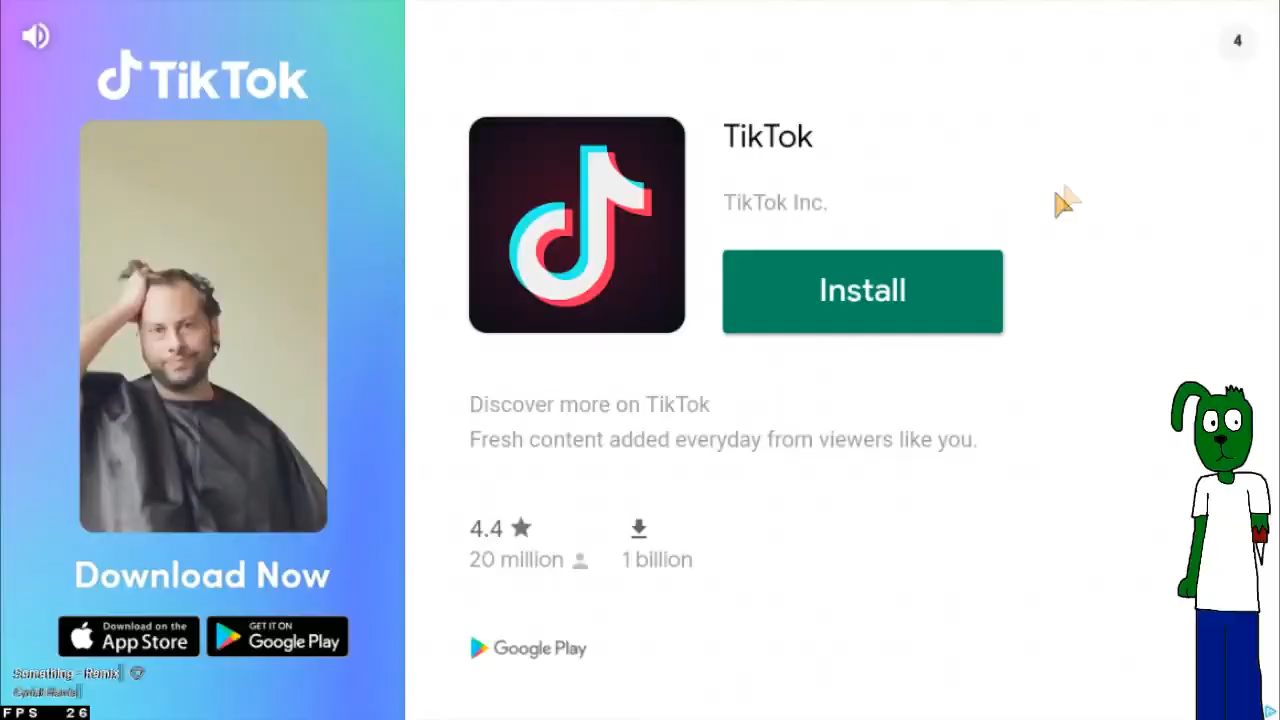 TikTok
Download Now
Download on the
App Store
GET IT ON
Google Play
Something - Remix
FPS 26
4
TikTok
TikTok Inc.
Install
Discover more on TikTok
Fresh content added everyday from viewers like you.
4.4
20 million
1 billion
Google Play